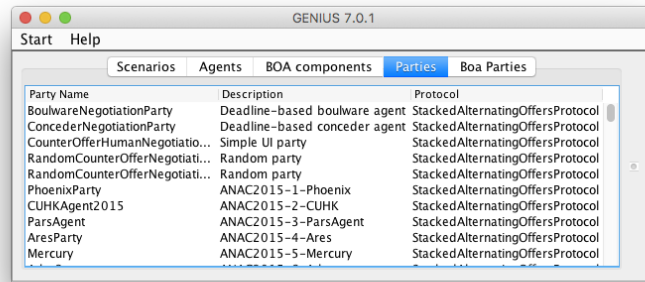 GENIUS 7.0.1
Start Help
Scenarios Agents BOA components Parties Boa Parties
Party Name Description Protocol
BoulwareNegotiationParty Deadline-based boulware agent StackedAlternatingOffersProtocol
ConcederNegotiationParty Deadline-based conceder agent StackedAlternatingOffersProtocol
CounterOfferHumanNegotiatio... Simple UI party StackedAlternatingOffersProtocol
RandomCounterOfferNegotiati... Random party StackedAlternatingOffersProtocol
RandomCounterOfferNegotiati... Random party StackedAlternatingOffersProtocol
PhoenixParty ANAC2015-1-Phoenix StackedAlternatingOffersProtocol
CUHKAgent2015 ANAC2015-2-CUHK StackedAlternatingOffersProtocol
ParsAgent ANAC2015-3-ParsAgent StackedAlternatingOffersProtocol
AresParty ANAC2015-4-Ares StackedAlternatingOffersProtocol
Mercury ANAC2015-5-Mercury StackedAlternatingOffersProtocol